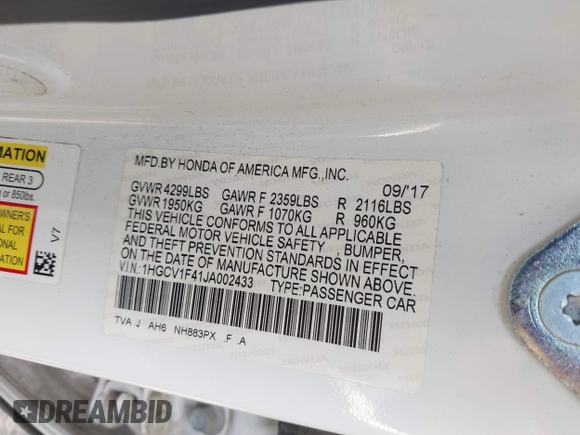 MATION
REAR 3
or 850lbs.
OWNER'S
AL FOR
TIONAL
ATION
V7
MFD.BY HONDA OF AMERICA MFG.,INC.
09/'17
GVWR 4299LBS GAWR F 2359LBS R 2116LBS
GVWR 1950KG GAWR F 1070KG R 960KG
THIS VEHICLE CONFORMS TO ALL APPLICABLE
FEDERAL MOTOR VEHICLE SAFETY , BUMPER,
AND THEFT PREVENTION STANDARDS IN EFFECT
ON THE DATE OF MANUFACTURE SHOWN ABOVE.
V.I.N.:1HGCV1F41JA002433 TYPE:PASSENGER CAR
TVA J AH6 NH883PX .F .A
DREAMBID